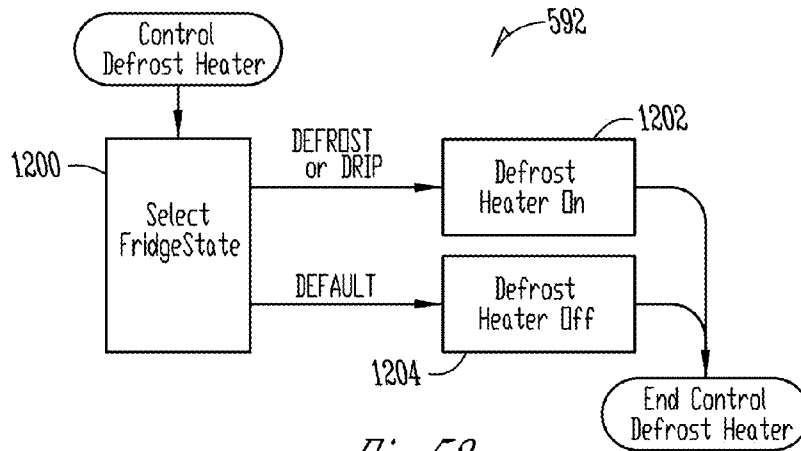 Control
Defrost Heater
592
1200
Select
FridgeState
DEFROST
or DRIP
1202
Defrost
Heater On
DEFAULT
Defrost
Heater Off
1204
End Control
Defrost Heater